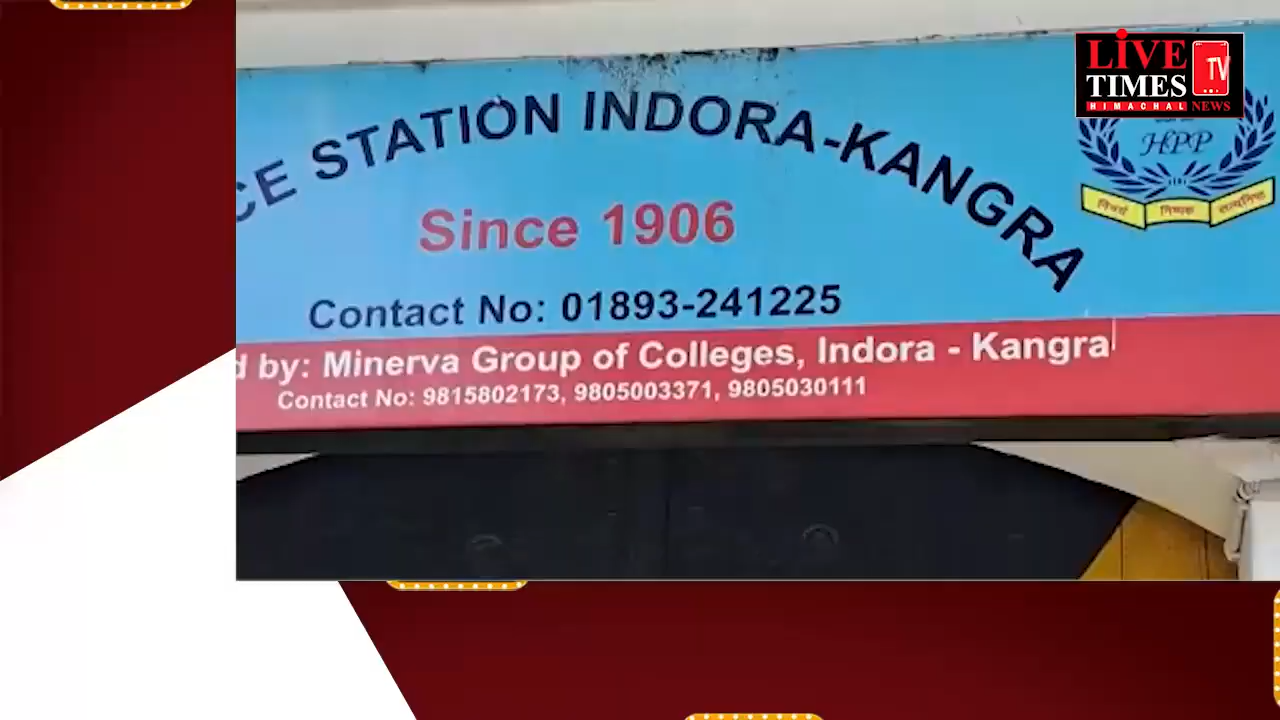 LIVE
TIMES TV
HIMACHAL NEWS
CE STATION INDORA-KANGRA
HPP
Since 1906
Contact No: 01893-241225
d by: Minerva Group of Colleges, Indora - Kangra
Contact No: 9815802173, 9805003371, 9805030111